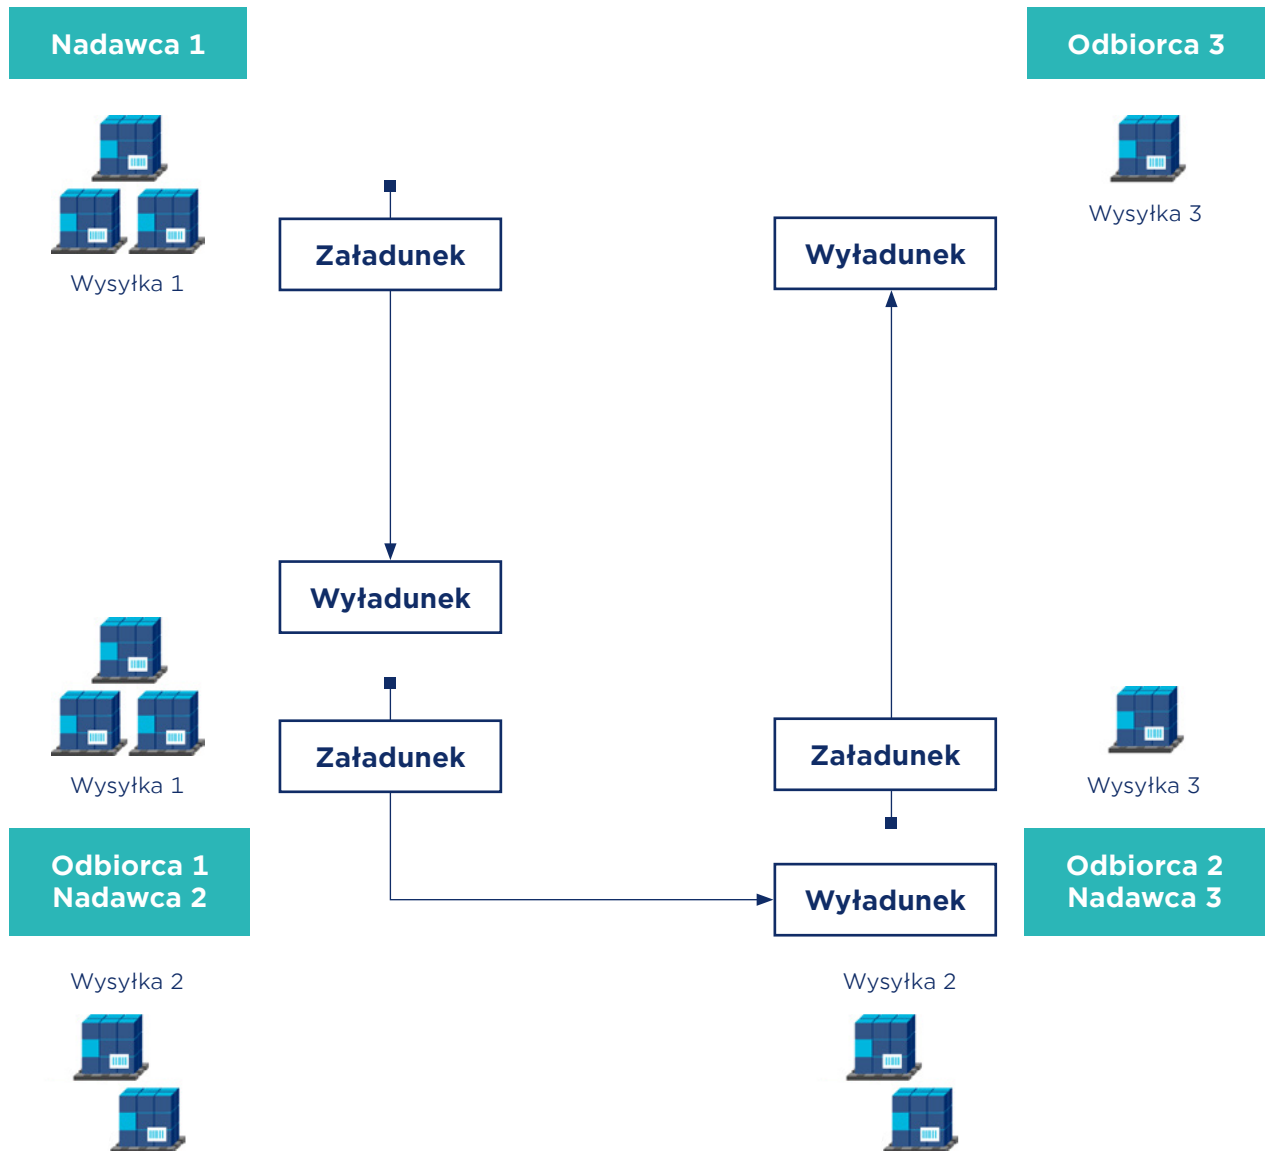 Nadawca 1
Odbiorca 3
Wysyłka 3
Załadunek
Wyładunek
Wysyłka 1
Wyładunek
Załadunek
Załadunek
Wysyłka 1
Wysyłka 3
Odbiorca 1
Nadawca 2
Wyładunek
Odbiorca 2
Nadawca 3
Wysyłka 2
Wysyłka 2